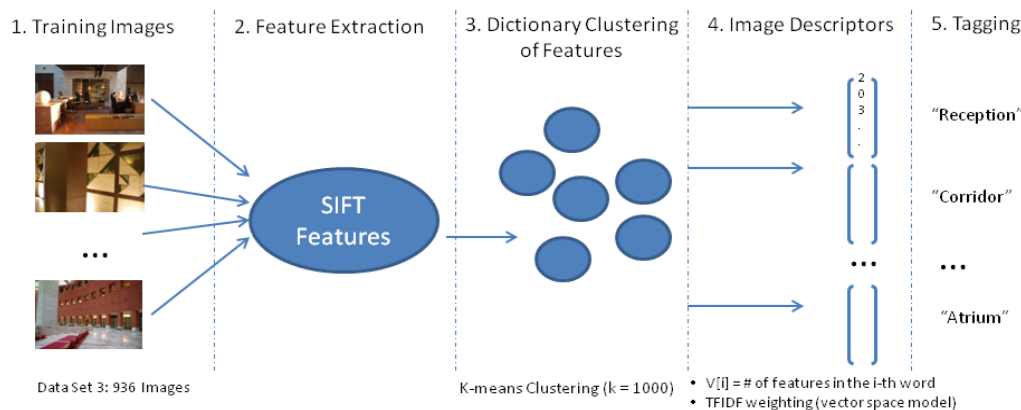 1. Training Images
2. Feature Extraction
3. Dictionary Clustering
of Features
4. Image Descriptors
5. Tagging
SIFT
Features
2
0
3
.
.
"Reception"
"Corridor"
...
...
...
"Atrium"
Data Set 3: 936 Images
K-means Clustering (k = 1000)
• V[i] = # of features in the i-th word
• TFIDF weighting (vector space model)